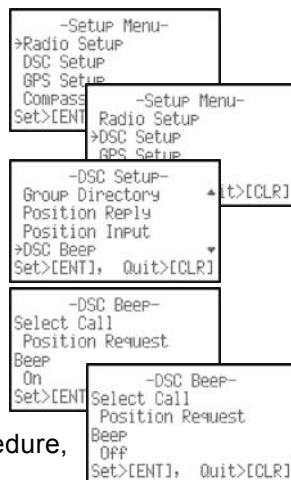 -Setup Menu-
→Radio Setup
DSC Setup
GPS Setup
Compass
Set>[ENT
-Setup Menu-
Radio Setup
→DSC Setup
GPS Setup
it>[CLR]
-DSC Setup-
Group Directory ▲
Position Reply
Position Input
→DSC Beep ▼
Set>[ENT], Quit>[CLR]
-DSC Beep-
Select Call
Position Request
Beep
On
Set>[ENT
-DSC Beep-
Select Call
Position Request
Beep
Off
Set>[ENT], Quit>[CLR]
edure,